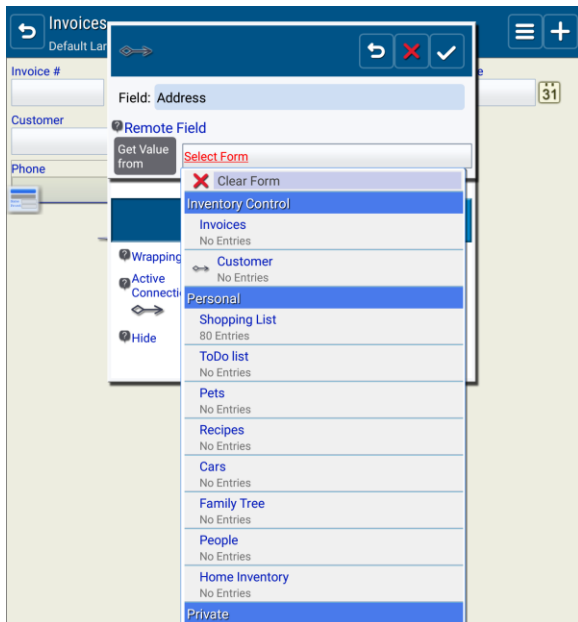 Invoices
Default Lar
Invoice #
e
31
Field: Address
Customer
Remote Field
Get Value
from
Select Form
Phone
Clear Form
Inventory Control
Invoices
No Entries
Wrapping
Customer
No Entries
Active
Connecti
Personal
Shopping List
80 Entries
Hide
ToDo list
No Entries
Pets
No Entries
Recipes
No Entries
Cars
No Entries
Family Tree
No Entries
People
No Entries
Home Inventory
No Entries
Private